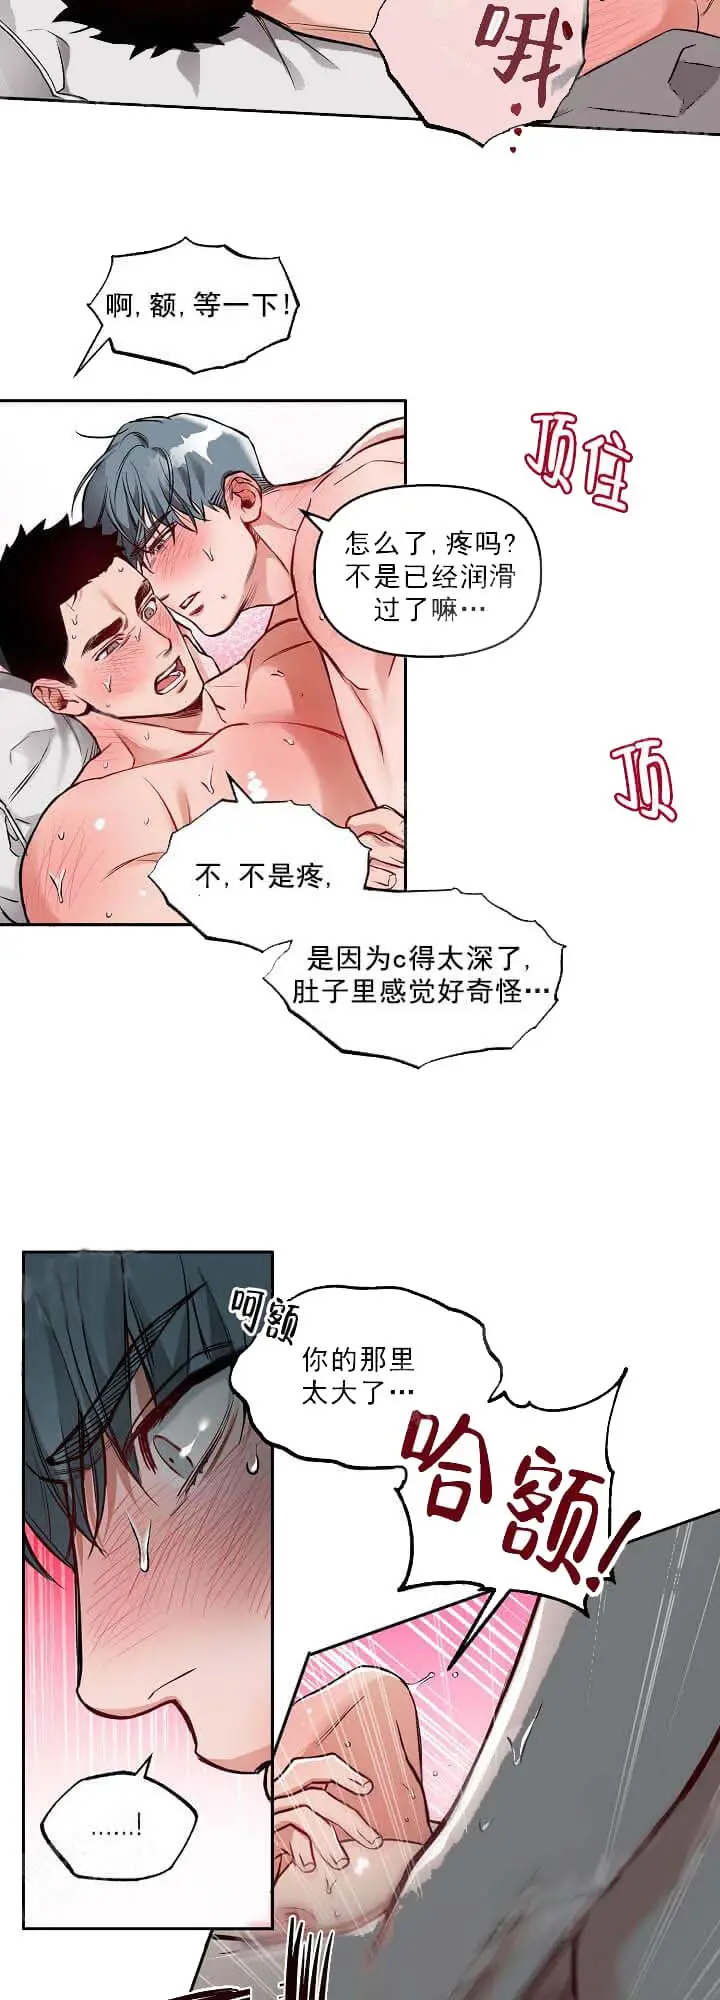 哦
啊,额,等一下!
顶住
怎么了,疼吗?
不是已经润滑
过了嘛…
顶
不,不是疼,
是因为c得太深了,
肚子里感觉好奇怪…
呵额
你的那里
太大了…
哈额!
……!